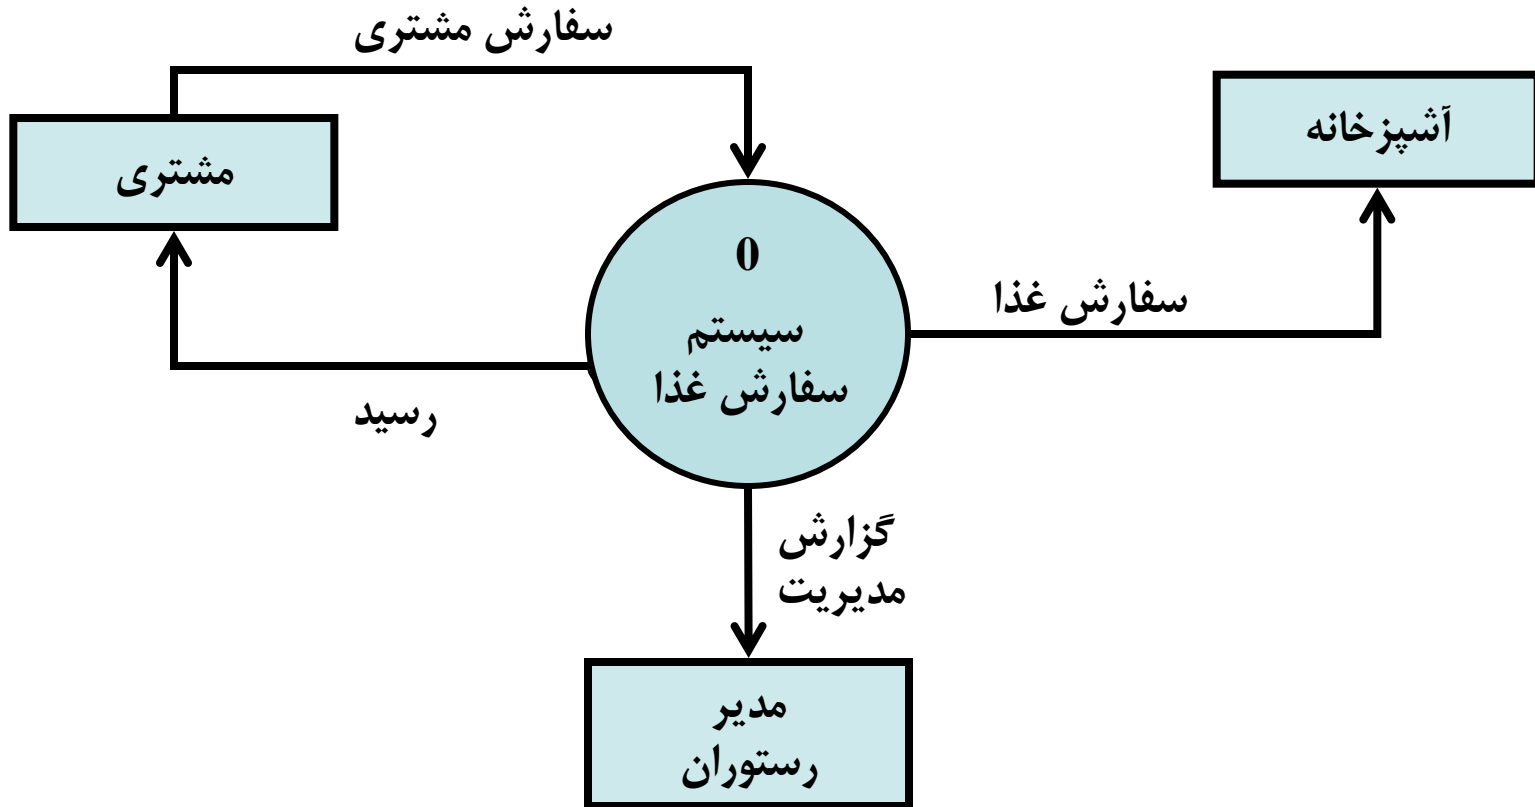 سفارش مشتری
آشپزخانه
مشتری
0
سیستم
سفارش غذا
سفارش غذا
رسید
گزارش
مدیریت
مدیر
رستوران